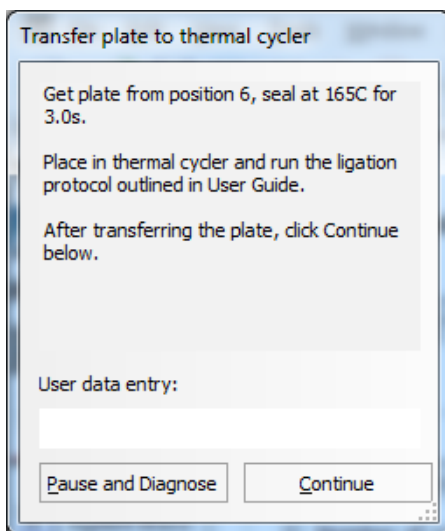 Transfer plate to thermal cycler
Get plate from position 6, seal at 165C for
3.0s.
Place in thermal cycler and run the ligation
protocol outlined in User Guide.
After transferring the plate, click Continue
below.
User data entry:
Pause and Diagnose
Continue